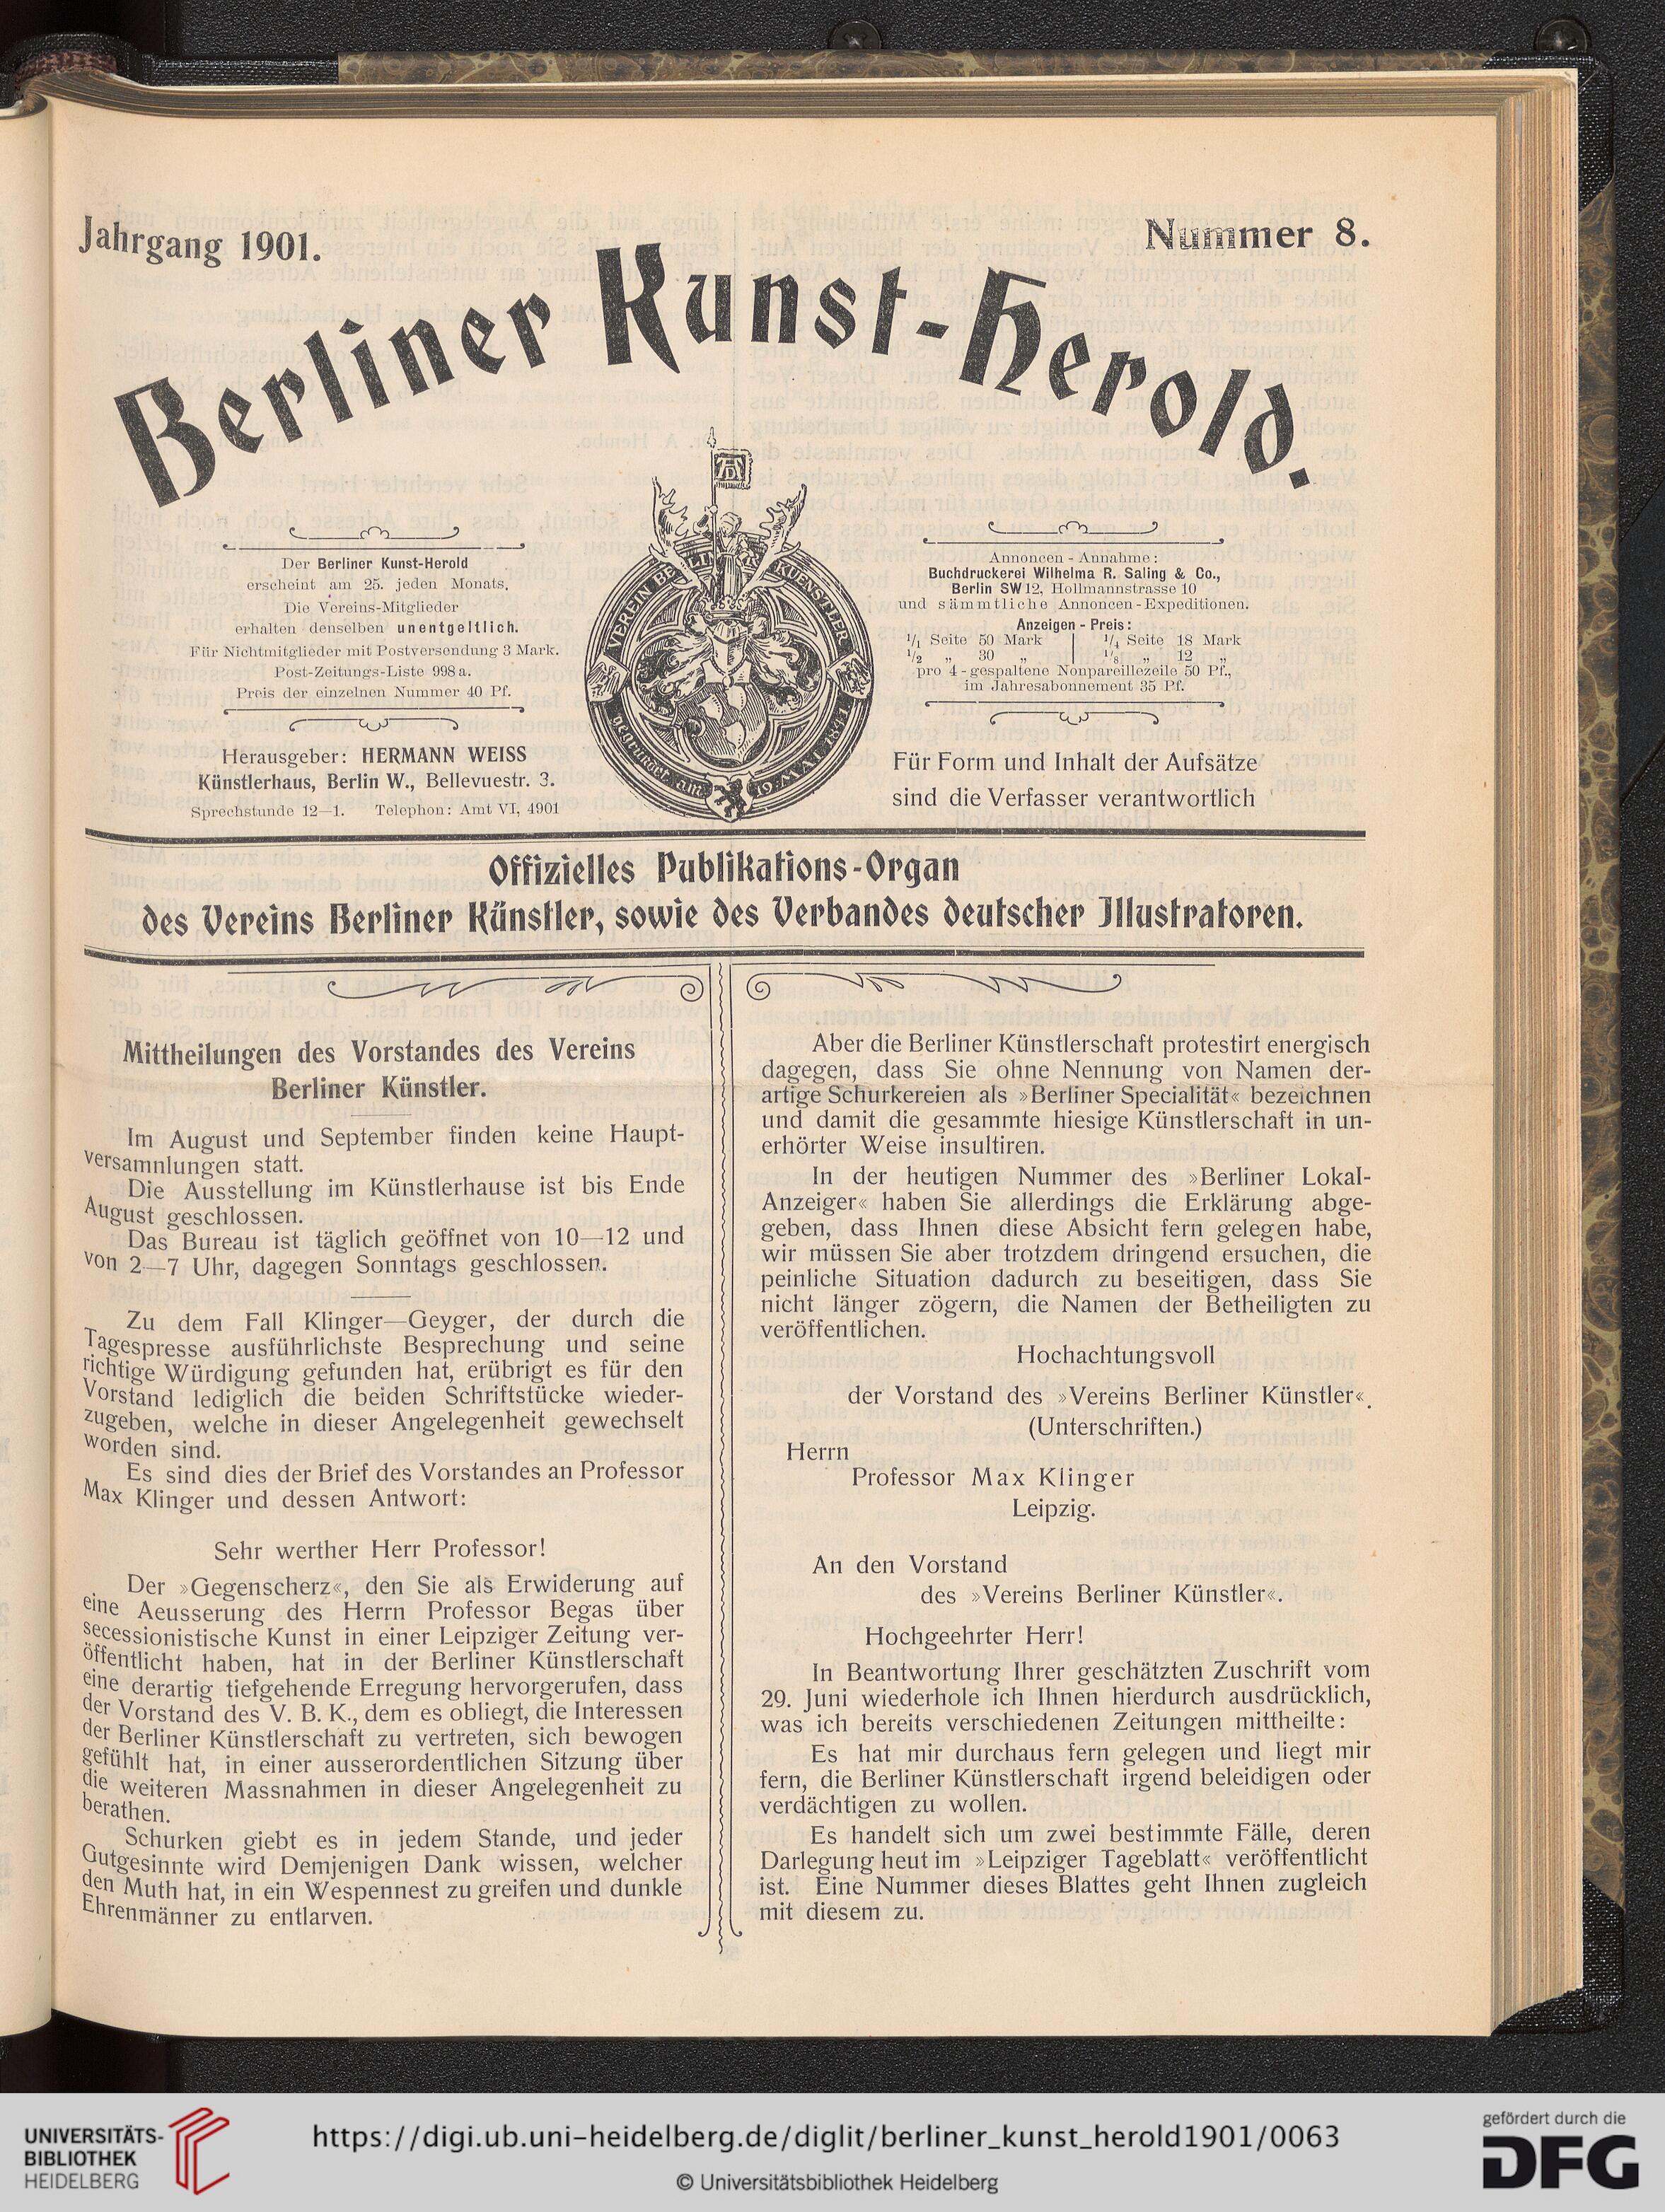 Jahrgang 1901.
Nummer 8.
Berliner Kunst-Herold.
Der Berliner Kunst-Herold
erscheint am 25. jeden Monats.
Die Vereins-Mitglieder
erhalten denselben unentgeltlich.
Für Nichtmitglieder mit Postversendung 3 Mark.
Post-Zeitungs-Liste 998a.
Preis der einzelnen Nummer 40 Pf.
Herausgeber: HERMANN WEISS
Künstlerhaus, Berlin W., Bellevuestr. 3.
Sprechstunde 12—1. Telephon: Amt VI, 4901
VEREIN BERLINER KUENSTLER
gegründet am 19. MAI 1841
Annoncen-Annahme:
Buchdruckerei Wilhelma R. Saling & Co.,
Berlin SW12, Hollmannstrasse 10
und sämmtliche Annoncen-Expeditionen.
Anzeigen-Preis:
1/1 Seite 50 Mark | 1/4 Seite 18 Mark
1/2 „ 30 „ | 1/8 „ 12 „
pro 4-gespaltene Nonpareillezeile 50 Pf.,
im Jahresabonnement 35 Pf.
Für Form und Inhalt der Aufsätze
sind die Verfasser verantwortlich
Offizielles Publikations-Organ
des Vereins Berliner Künstler, sowie des Verbandes deutscher Illustratoren.
Mittheilungen des Vorstandes des Vereins
Berliner Künstler.
Im August und September finden keine Haupt-
versamnlungen statt.
Die Ausstellung im Künstlerhause ist bis Ende
August geschlossen.
Das Bureau ist täglich geöffnet von 10—12 und
von 2—7 Uhr, dagegen Sonntags geschlossen.
Zu dem Fall Klinger—Geyger, der durch die
Tagespresse ausführlichste Besprechung und seine
richtige Würdigung gefunden hat, erübrigt es für den
Vorstand lediglich die beiden Schriftstücke wieder-
zugeben, welche in dieser Angelegenheit gewechselt
worden sind.
Es sind dies der Brief des Vorstandes an Professor
Max Klinger und dessen Antwort:
Sehr werther Herr Professor!
Der »Gegenscherz«, den Sie als Erwiderung auf
eine Aeusserung des Herrn Professor Begas über
secessionistische Kunst in einer Leipziger Zeitung ver-
öffentlicht haben, hat in der Berliner Künstlerschaft
eine derartig tiefgehende Erregung hervorgerufen, dass
der Vorstand des V. B. K., dem es obliegt, die Interessen
der Berliner Künstlerschaft zu vertreten, sich bewogen
gefühlt hat, in einer ausserordentlichen Sitzung über
die weiteren Massnahmen in dieser Angelegenheit zu
berathen.
Schurken giebt es in jedem Stande, und jeder
Gutgesinnte wird Demjenigen Dank wissen, welcher
den Muth hat, in ein Wespennest zu greifen und dunkle
Ehrenmänner zu entlarven.
Aber die Berliner Künstlerschaft protestirt energisch
dagegen, dass Sie ohne Nennung von Namen der-
artige Schurkereien als »Berliner Specialität« bezeichnen
und damit die gesammte hiesige Künstlerschaft in un-
erhörter Weise insultiren.
In der heutigen Nummer des »Berliner Lokal-
Anzeiger« haben Sie allerdings die Erklärung abge-
geben, dass Ihnen diese Absicht fern gelegen habe,
wir müssen Sie aber trotzdem dringend ersuchen, die
peinliche Situation dadurch zu beseitigen, dass Sie
nicht länger zögern, die Namen der Betheiligten zu
veröffentlichen.
Hochachtungsvoll
der Vorstand des »Vereins Berliner Künstler«.
(Unterschriften.)
Herrn
Professor Max Klinger
Leipzig.
An den Vorstand
des »Vereins Berliner Künstler«.
Hochgeehrter Herr!
In Beantwortung Ihrer geschätzten Zuschrift vom
29. Juni wiederhole ich Ihnen hierdurch ausdrücklich,
was ich bereits verschiedenen Zeitungen mittheilte:
Es hat mir durchaus fern gelegen und liegt mir
fern, die Berliner Künstlerschaft irgend beleidigen oder
verdächtigen zu wollen.
Es handelt sich um zwei bestimmte Fälle, deren
Darlegung heut im »Leipziger Tageblatt« veröffentlicht
ist. Eine Nummer dieses Blattes geht Ihnen zugleich
mit diesem zu.
UNIVERSITÄTS-
BIBLIOTHEK
HEIDELBERG
https://digi.ub.uni-heidelberg.de/diglit/berliner_kunst_herold1901/0063
© Universitätsbibliothek Heidelberg
gefördert durch die
DFG